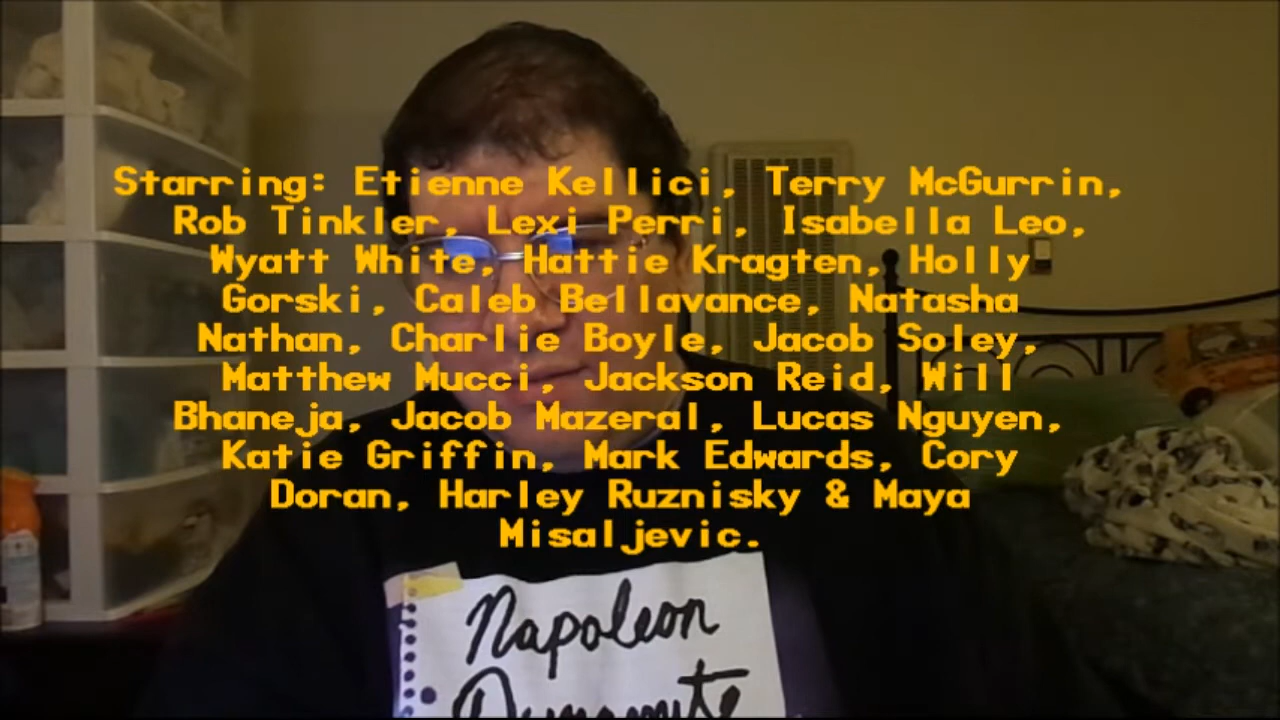 Starring: Etienne Kellici, Terry McGurrin,
Rob Tinkler, Lexi Perri, Isabella Leo,
Wyatt White, Hattie Kragten, Holly
Gorski, Caleb Bellavance, Natasha
Nathan, Charlie Boyle, Jacob Soley,
Matthew Mucci, Jackson Reid, Will
Bhaneja, Jacob Mazeral, Lucas Nguyen,
Katie Griffin, Mark Edwards, Cory
Doran, Harley Ruznisky & Maya
Misaljevic.
Napoleon
Dynamite